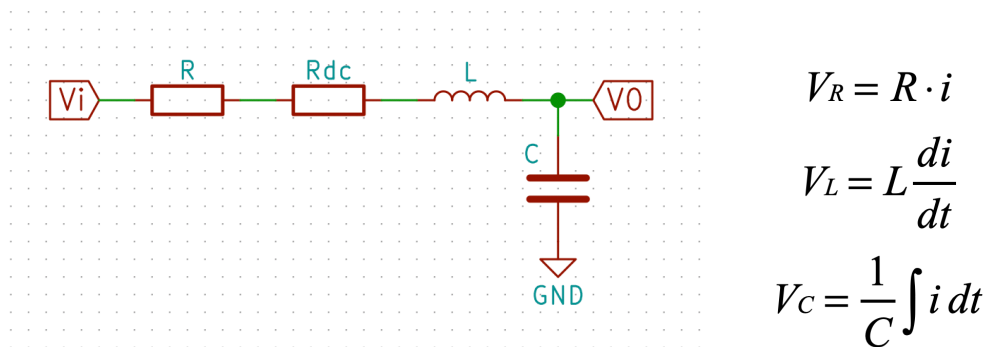 Vi
R
Rdc
L
VO
C
GND
VR = R · i
VL = L di/dt
VC = 1/C ∫ i dt